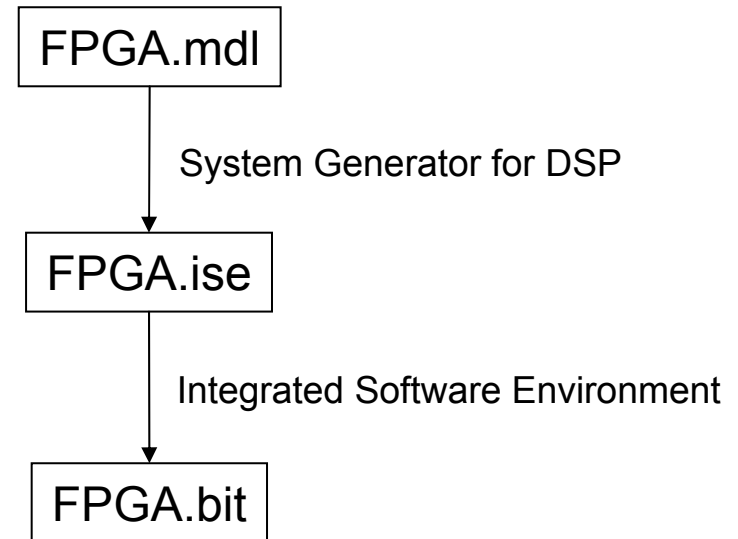 FPGA.mdl
System Generator for DSP
FPGA.ise
Integrated Software Environment
FPGA.bit